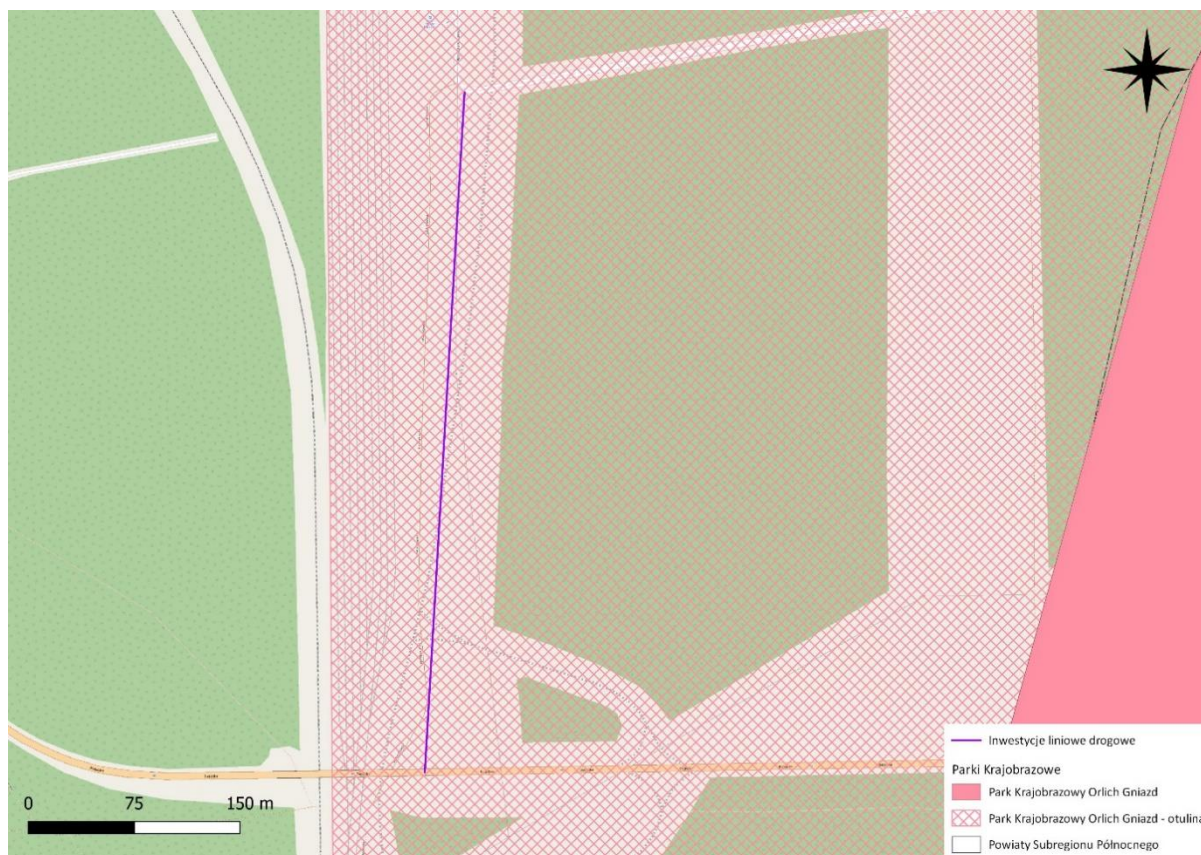 0 75 150 m
Inwestycje liniowe drogowe
Parki Krajobrazowe
Park Krajobrazowy Orlich Gniazd
Park Krajobrazowy Orlich Gniazd - otulina
Powiaty Subregionu Północnego